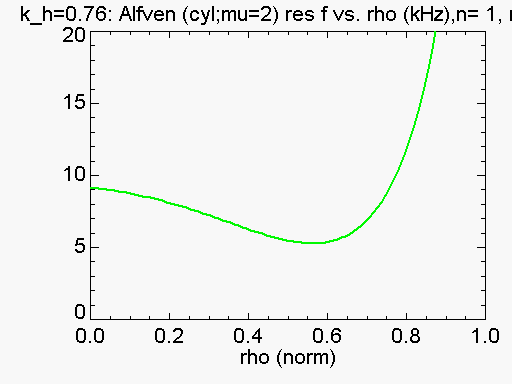 k_h=0.76: Alfven (cyl;mu=2) res f vs. rho (kHz),n= 1,
20
15
10
5
0
0.0 0.2 0.4 0.6 0.8 1.0
rho (norm)